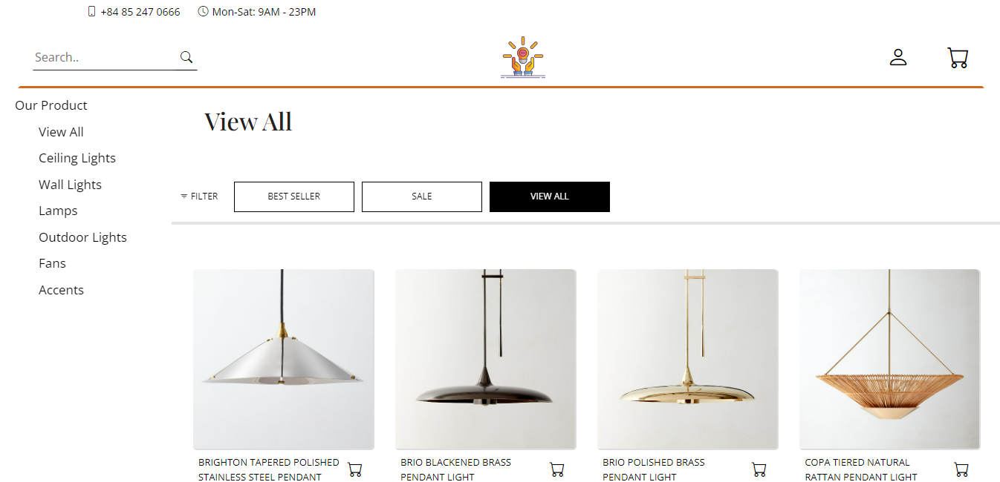 +84 85 247 0666 Mon-Sat: 9AM - 23PM
Search..
Our Product
View All
Ceiling Lights
Wall Lights
Lamps
Outdoor Lights
Fans
Accents
View All
FILTER BEST SELLER SALE VIEW ALL
BRIGHTON TAPERED POLISHED
STAINLESS STEEL PENDANT
BRIO BLACKENED BRASS
PENDANT LIGHT
BRIO POLISHED BRASS
PENDANT LIGHT
COPA TIERED NATURAL
RATTAN PENDANT LIGHT